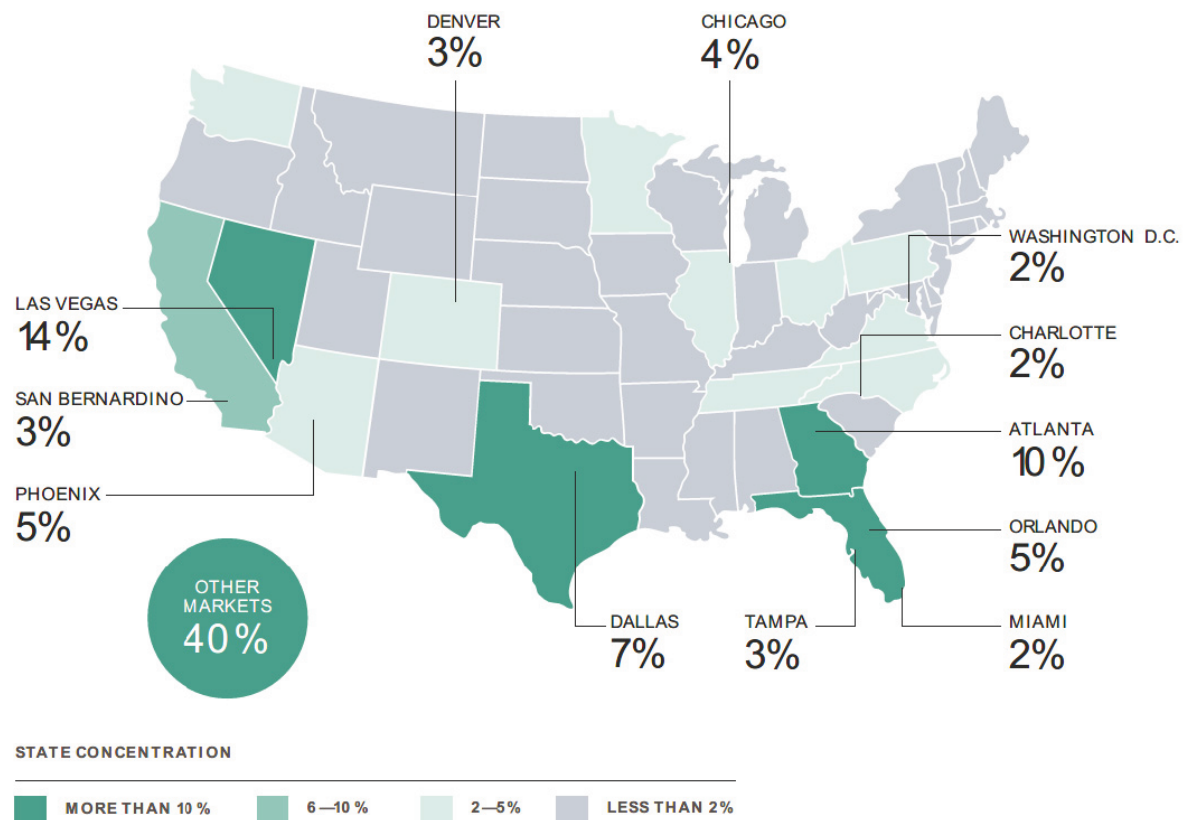 DENVER
3%
CHICAGO
4%
WASHINGTON D.C.
2%
LAS VEGAS
14%
CHARLOTTE
2%
SAN BERNARDINO
3%
ATLANTA
10%
PHOENIX
5%
ORLANDO
5%
OTHER
MARKETS
40%
DALLAS
7%
TAMPA
3%
MIAMI
2%
STATE CONCENTRATION
MORE THAN 10%
6—10%
2—5%
LESS THAN 2%